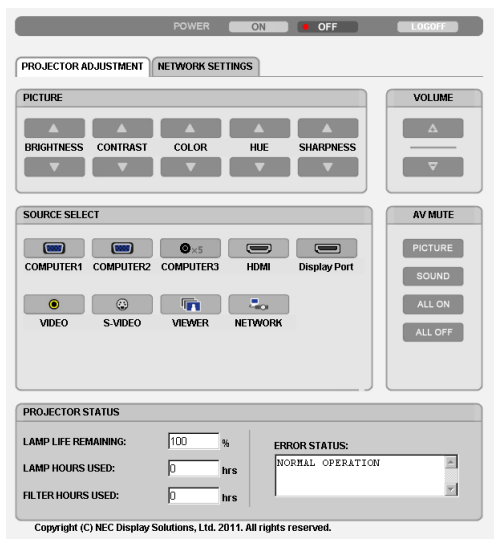 POWER ON OFF LOGOFF
PROJECTOR ADJUSTMENT NETWORK SETTINGS
PICTURE
BRIGHTNESS CONTRAST COLOR HUE SHARPNESS
VOLUME
SOURCE SELECT
COMPUTER1 COMPUTER2 ×5 COMPUTER3 HDMI Display Port
VIDEO S-VIDEO VIEWER NETWORK
AV MUTE
PICTURE
SOUND
ALL ON
ALL OFF
PROJECTOR STATUS
LAMP LIFE REMAINING: 100 %
LAMP HOURS USED: 0 hrs
FILTER HOURS USED: 0 hrs
ERROR STATUS:
NORMAL OPERATION
Copyright (C) NEC Display Solutions, Ltd. 2011. All rights reserved.